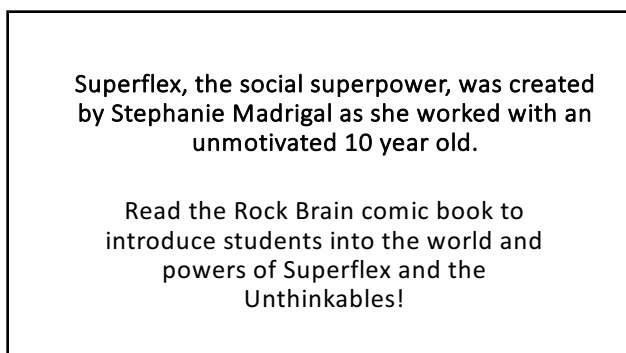 Superflex, the social superpower, was created
by Stephanie Madrigal as she worked with an
unmotivated 10 year old.
Read the Rock Brain comic book to
introduce students into the world and
powers of Superflex and the
Unthinkables!